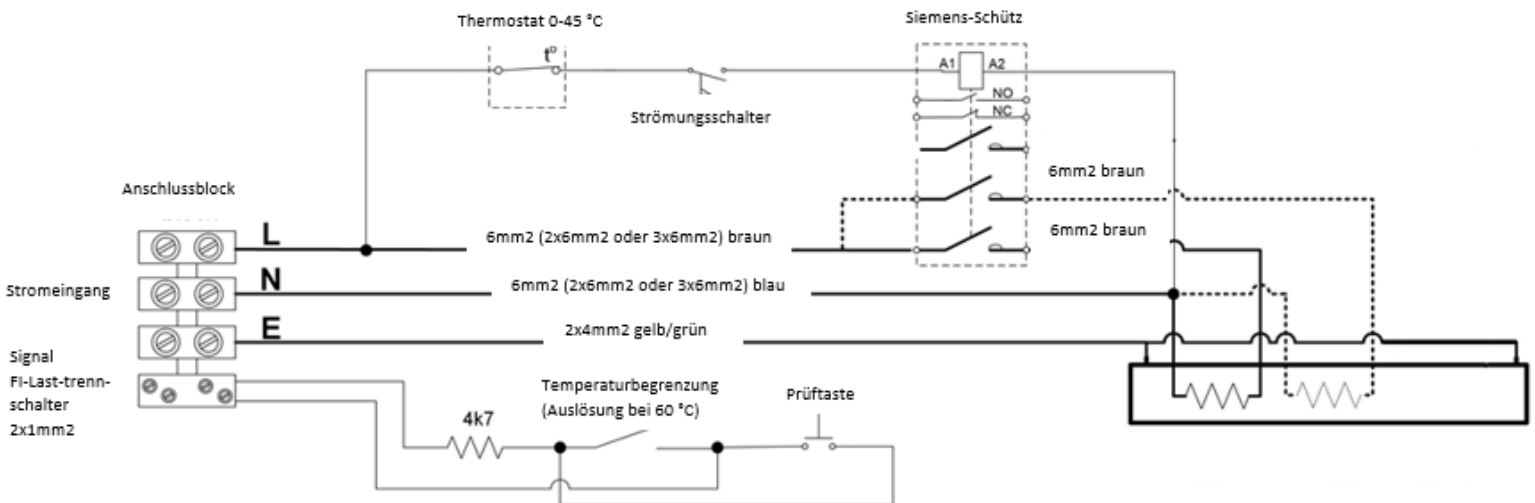 Thermostat 0-45 °C
Siemens-Schütz
t°
A1
A2
NO
NC
Strömungsschalter
Anschlussblock
6mm2 braun
L
6mm2 (2x6mm2 oder 3x6mm2) braun
6mm2 braun
Stromeingang
N
6mm2 (2x6mm2 oder 3x6mm2) blau
E
2x4mm2 gelb/grün
Signal
FI-Last-trenn-
schalter
2x1mm2
4k7
Temperaturbegrenzung
(Auslösung bei 60 °C)
Prüftaste